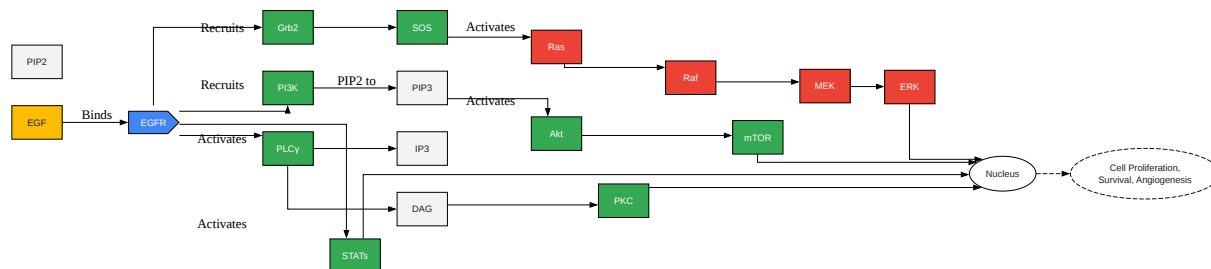 Recruits
Grb2
SOS
Activates
Ras
PIP2
Raf
Recruits
PI3K
PIP2 to
PIP3
MEK
ERK
EGF
Binds
EGFR
Activates
Akt
mTOR
Activates
PLCγ
IP3
Nucleus
Cell Proliferation,
Survival, Angiogenesis
DAG
PKC
Activates
STATs